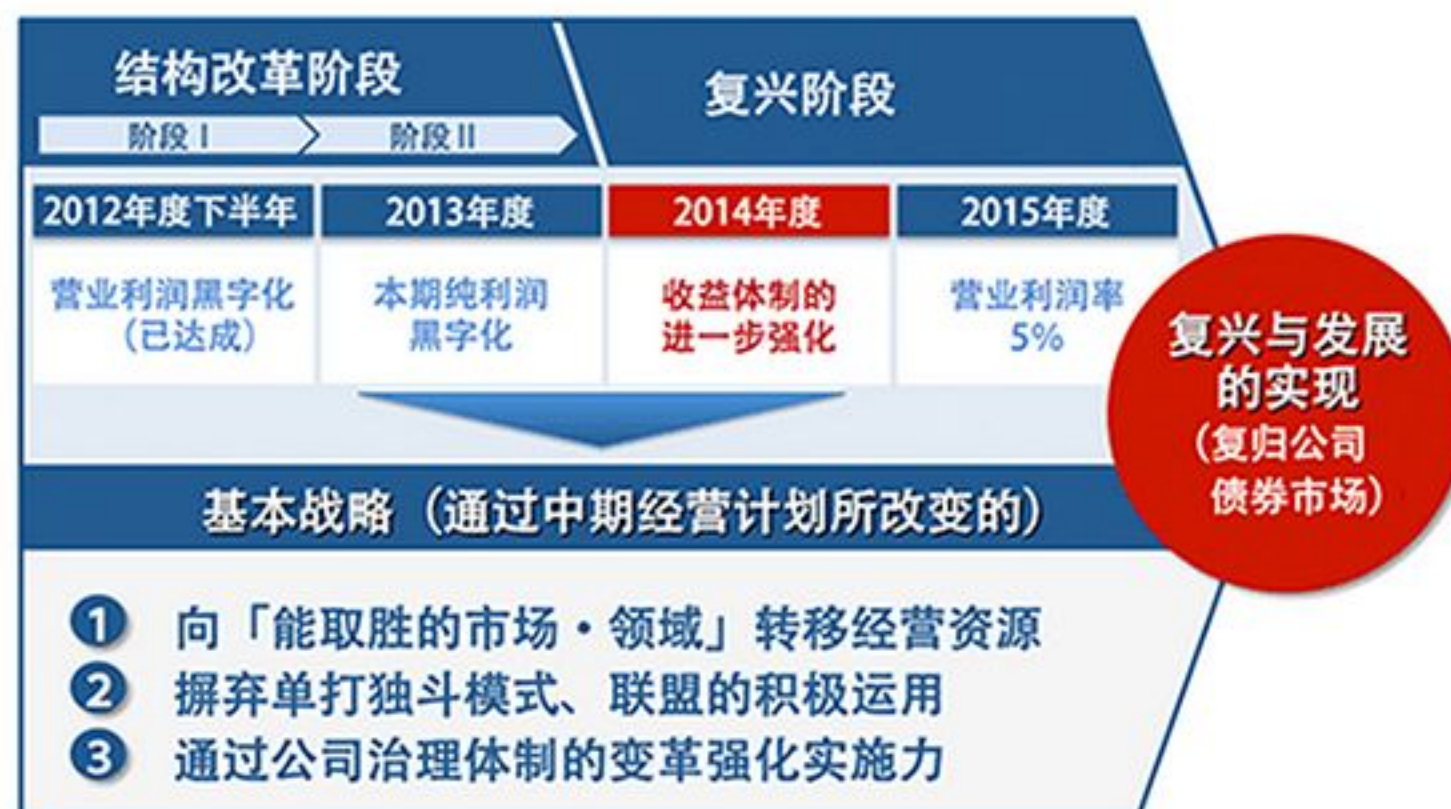 结构改革阶段
阶段 I
阶段 II
复兴阶段
2012年度下半年
2013年度
2014年度
2015年度
营业利润黑字化
（已达成）
本期纯利润
黑字化
收益体制的
进一步强化
营业利润率
5%
复兴与发展
的实现
（复归公司
债券市场）
基本战略（通过中期经营计划所改变的）
1 向「能取胜的市场・领域」转移经营资源
2 摒弃单打独斗模式、联盟的积极运用
3 通过公司治理体制的变革强化实施力